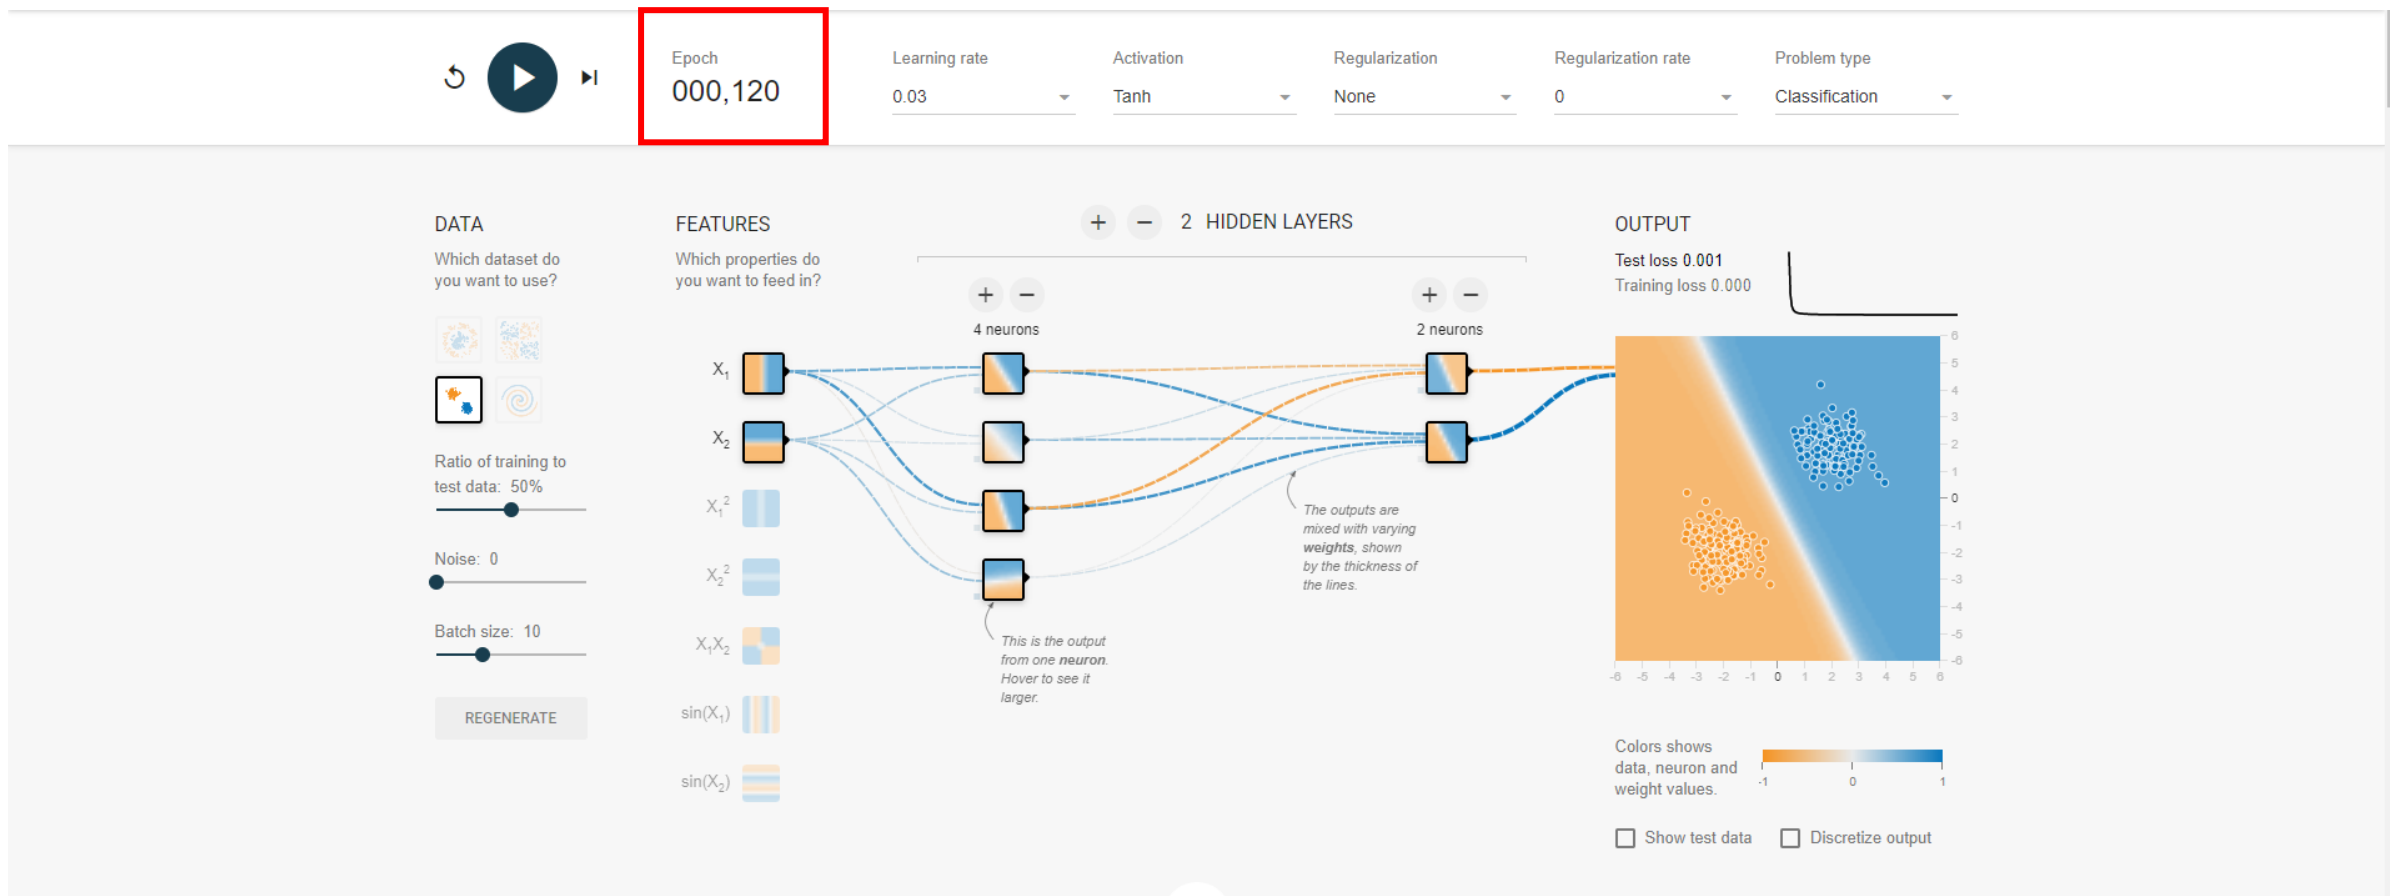 Epoch
000,120
Learning rate
0.03
Activation
Tanh
Regularization
None
Regularization rate
0
Problem type
Classification
DATA
Which dataset do
you want to use?
Ratio of training to
test data: 50%
Noise: 0
Batch size: 10
REGENERATE
FEATURES
Which properties do
you want to feed in?
X1
X2
X1²
X2²
X1X2
sin(X1)
sin(X2)
2 HIDDEN LAYERS
4 neurons
2 neurons
This is the output
from one neuron.
Hover to see it
larger.
The outputs are
mixed with varying
weights, shown
by the thickness of
the lines.
OUTPUT
Test loss 0.001
Training loss 0.000
6
5
4
3
2
1
0
-1
-2
-3
-4
-5
-6
-6 -5 -4 -3 -2 -1 0 1 2 3 4 5 6
Colors shows
data, neuron and
weight values.
-1 0 1
Show test data
Discretize output